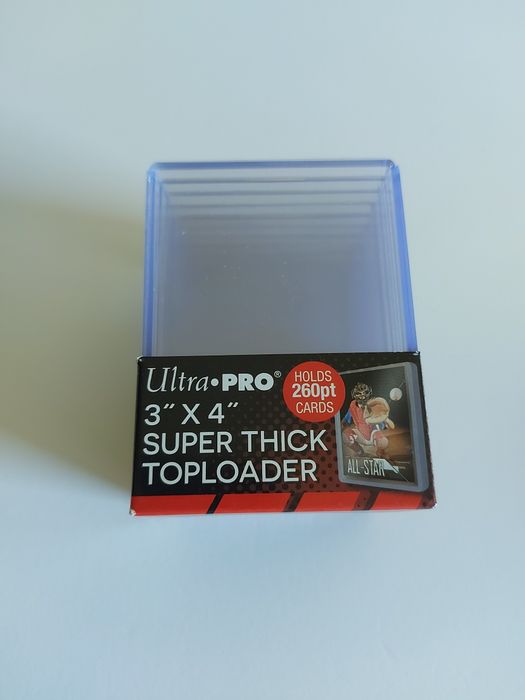 Ultra•PRO®
HOLDS
260pt
CARDS
3" X 4"
SUPER THICK
TOPLOADER
ALL-STAR